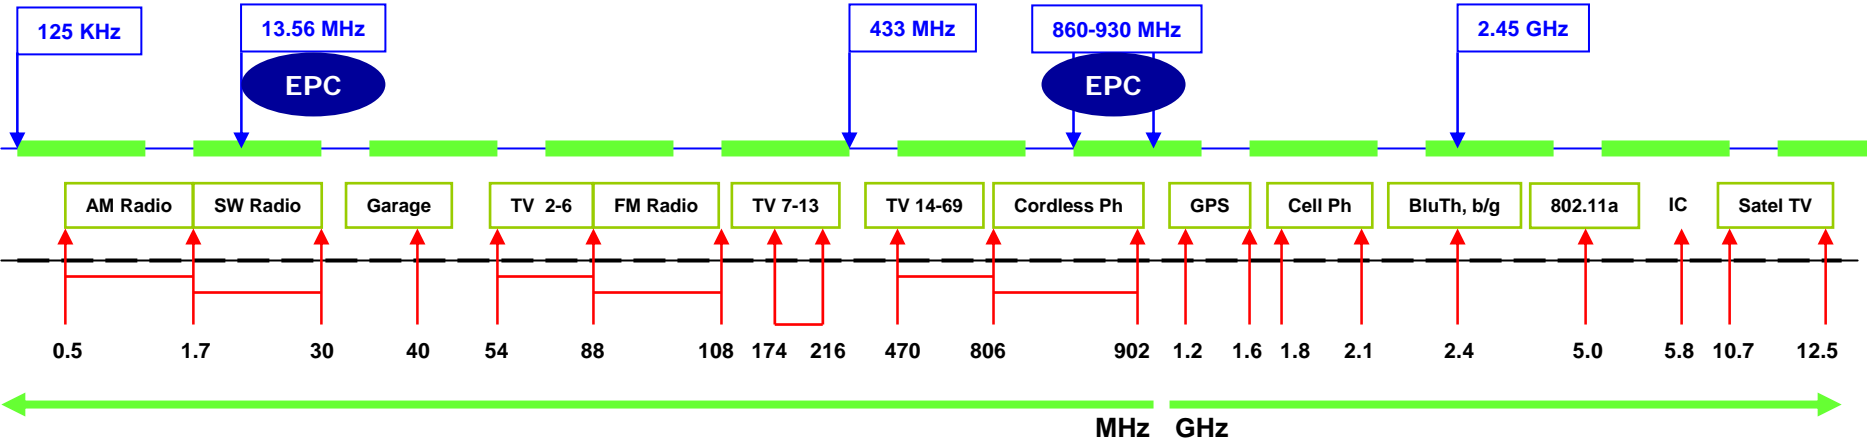 125 KHz 13.56 MHz 433 MHz 860-930 MHz 2.45 GHz
EPC EPC
AM Radio SW Radio Garage TV 2-6 FM Radio TV 7-13 TV 14-69 Cordless Ph GPS Cell Ph BluTh, b/g 802.11a IC Satel TV
0.5 1.7 30 40 54 88 108 174 216 470 806 902 1.2 1.6 1.8 2.1 2.4 5.0 5.8 10.7 12.5
MHz GHz